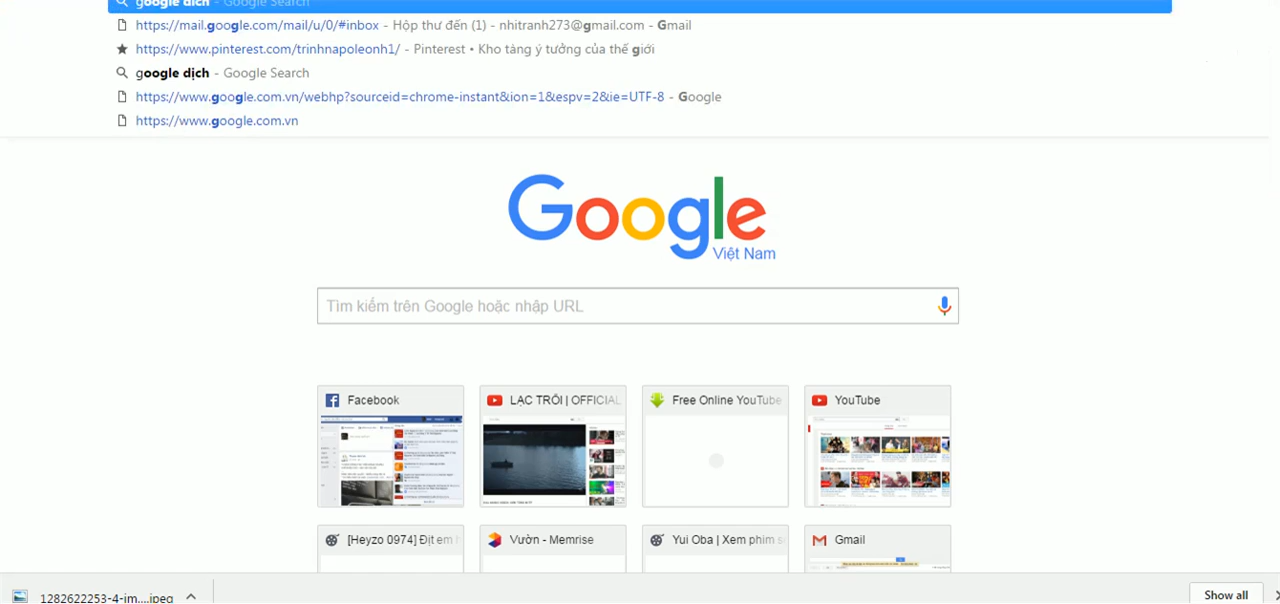 google dịch - Google Search
https://mail.google.com/mail/u/0/#inbox - Hộp thư đến (1) - nhitranh273@gmail.com - Gmail
https://www.pinterest.com/trinhnapoleonh1/ - Pinterest • Kho tàng ý tưởng của thế giới
google dịch - Google Search
https://www.google.com.vn/webhp?sourceid=chrome-instant&ion=1&espv=2&ie=UTF-8 - Google
https://www.google.com.vn
Google
Việt Nam
Tìm kiếm trên Google hoặc nhập URL
Facebook
LẠC TRÔI | OFFICIAL
Free Online YouTube
YouTube
[Heyzo 0974] Địt em h
Vườn - Memrise
Yui Oba | Xem phim s
Gmail
1282622253-4-im....jpeg
Show all